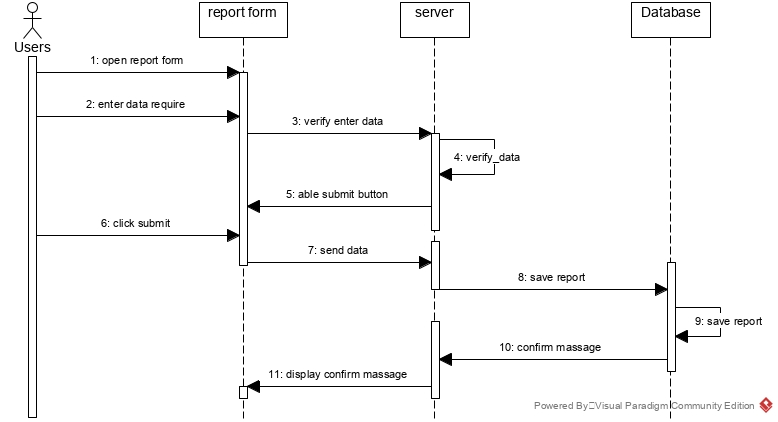 report form
server
Database
Users
1: open report form
2: enter data require
3: verify enter data
4: verify_data
5: able submit button
6: click submit
7: send data
8: save report
9: save report
10: confirm massage
11: display confirm massage
Powered By Visual Paradigm Community Edition